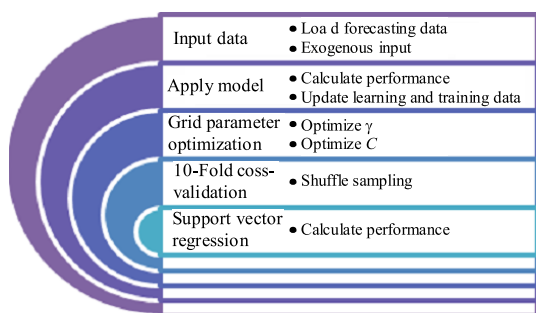 Input data
• Loa d forecasting data
• Exogenous input
Apply model
• Calculate performance
• Update learning and training data
Grid parameter
optimization
• Optimize γ
• Optimize C
10-Fold coss-
validation
• Shuffle sampling
Support vector
regression
• Calculate performance